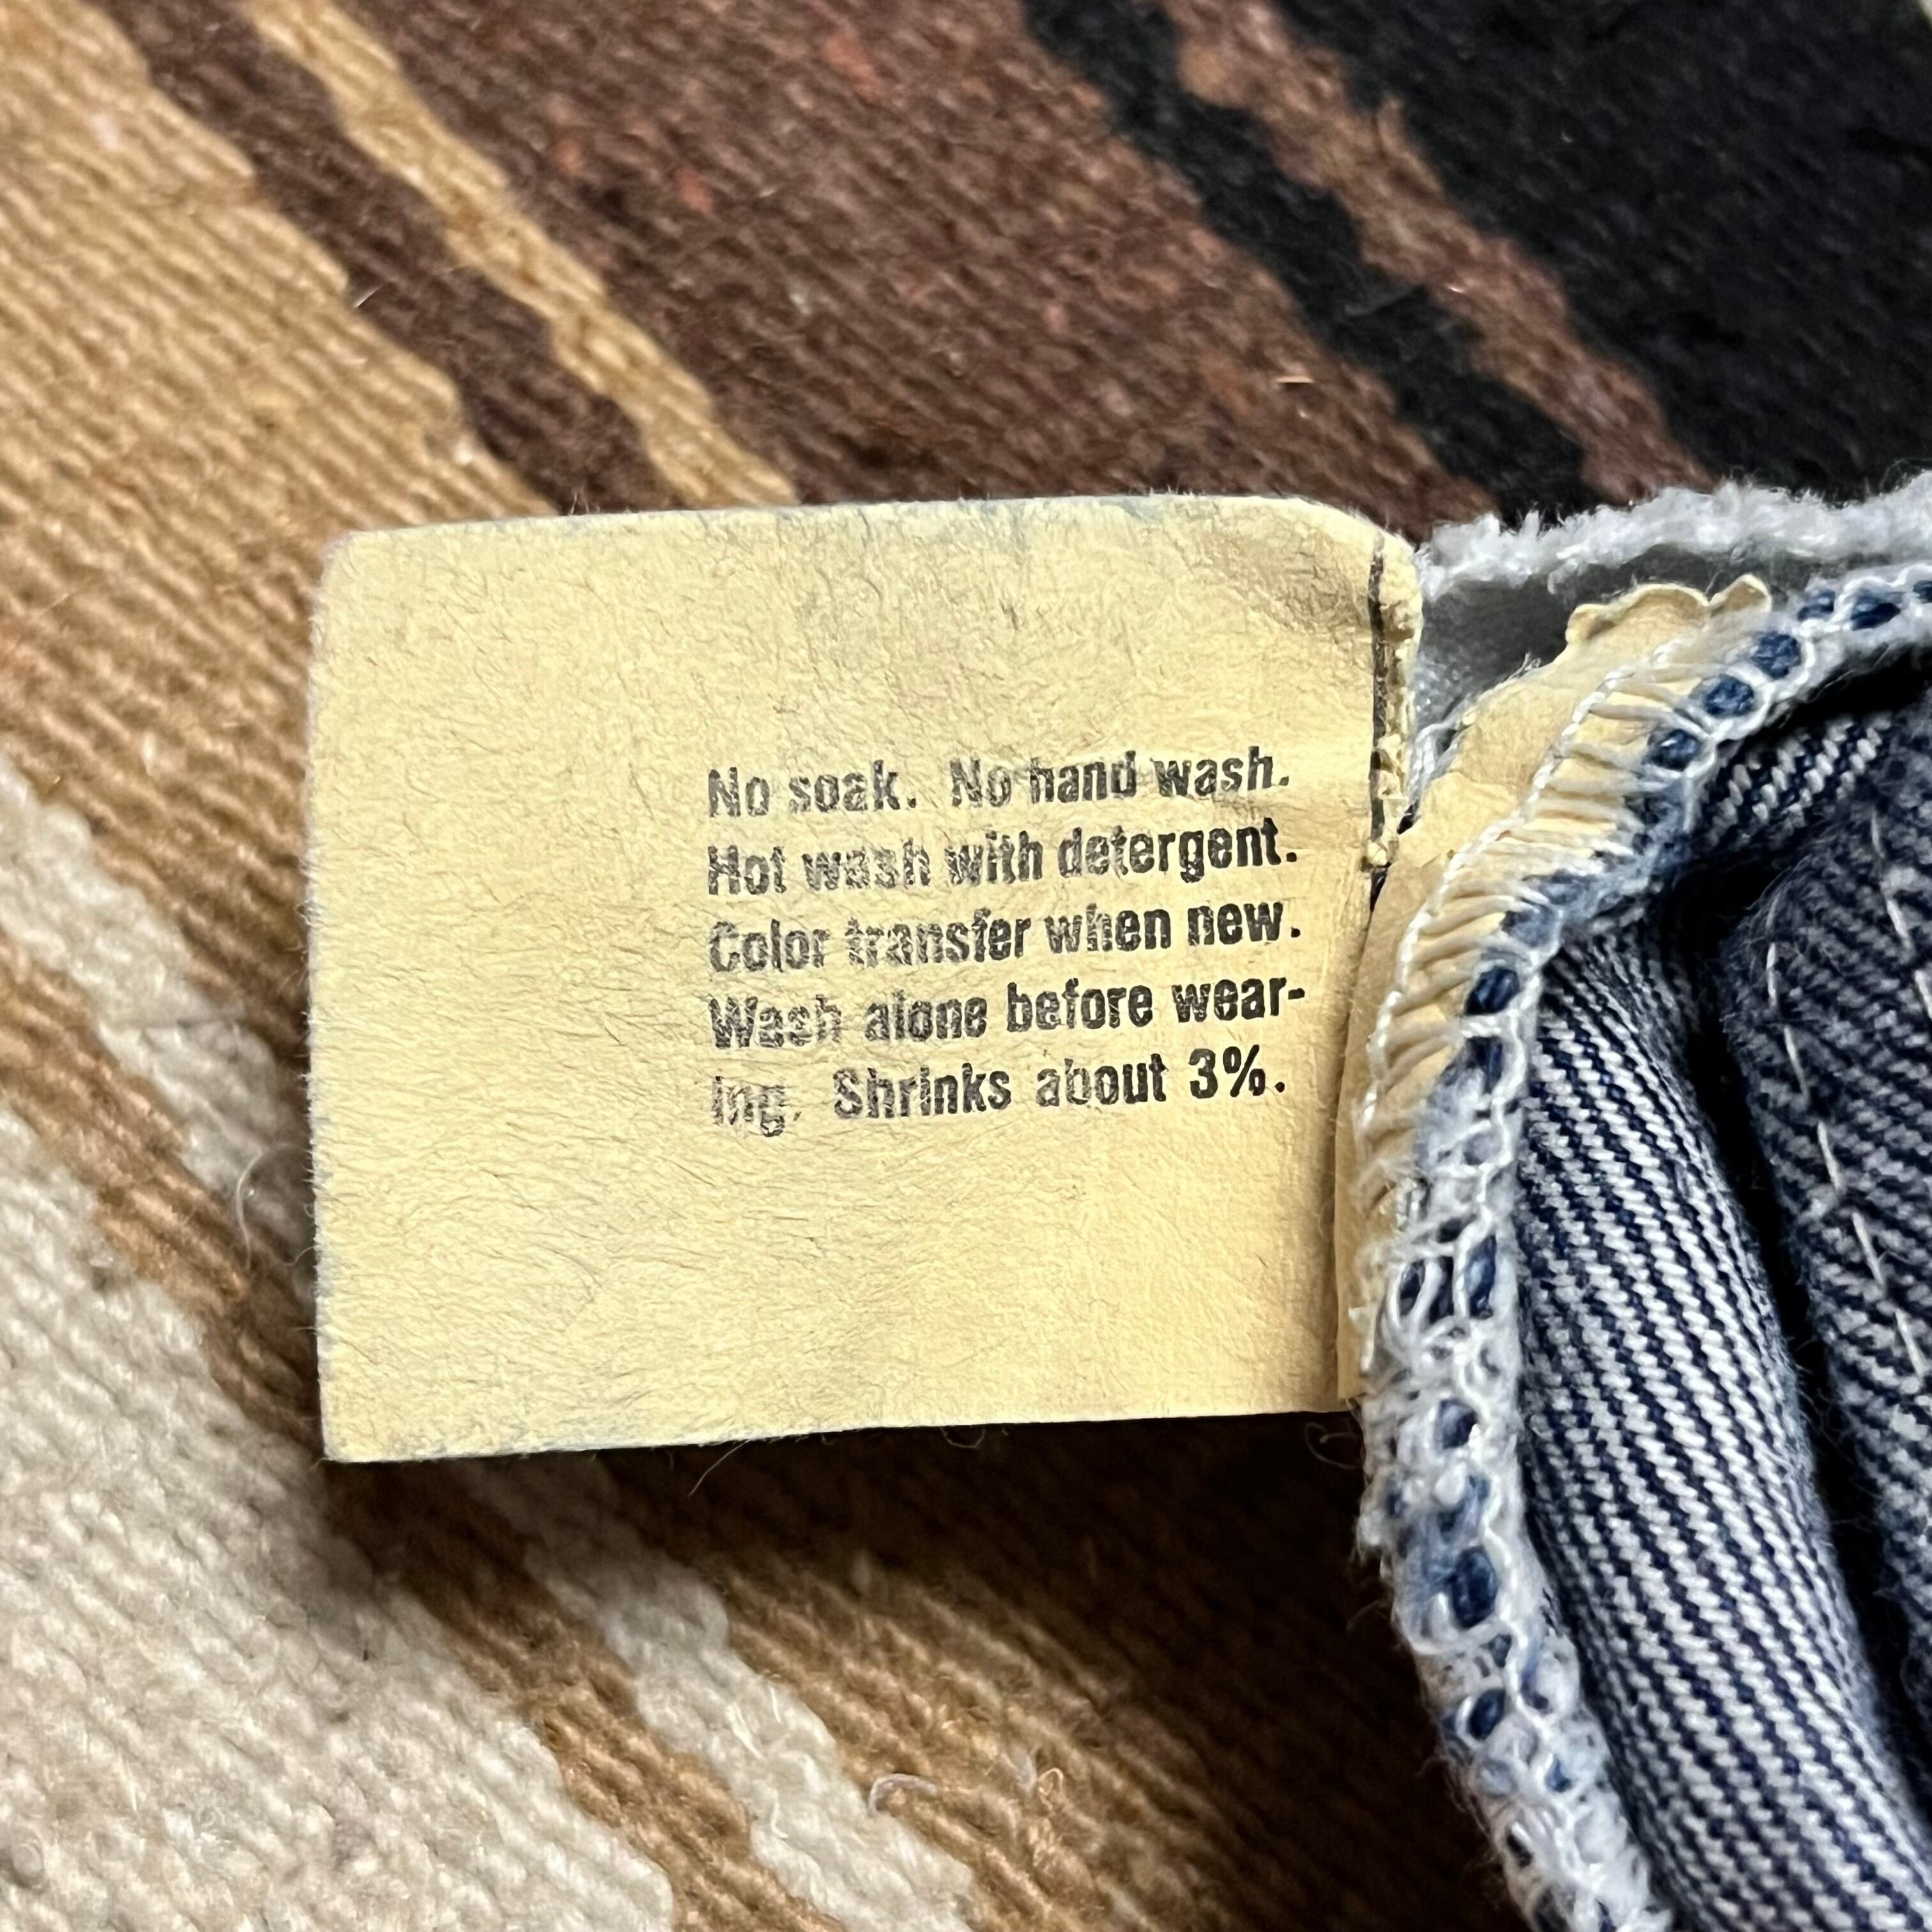 No soak. No hand wash.
Hot wash with detergent.
Color transfer when new.
Wash alone before wear-
ing. Shrinks about 3%.